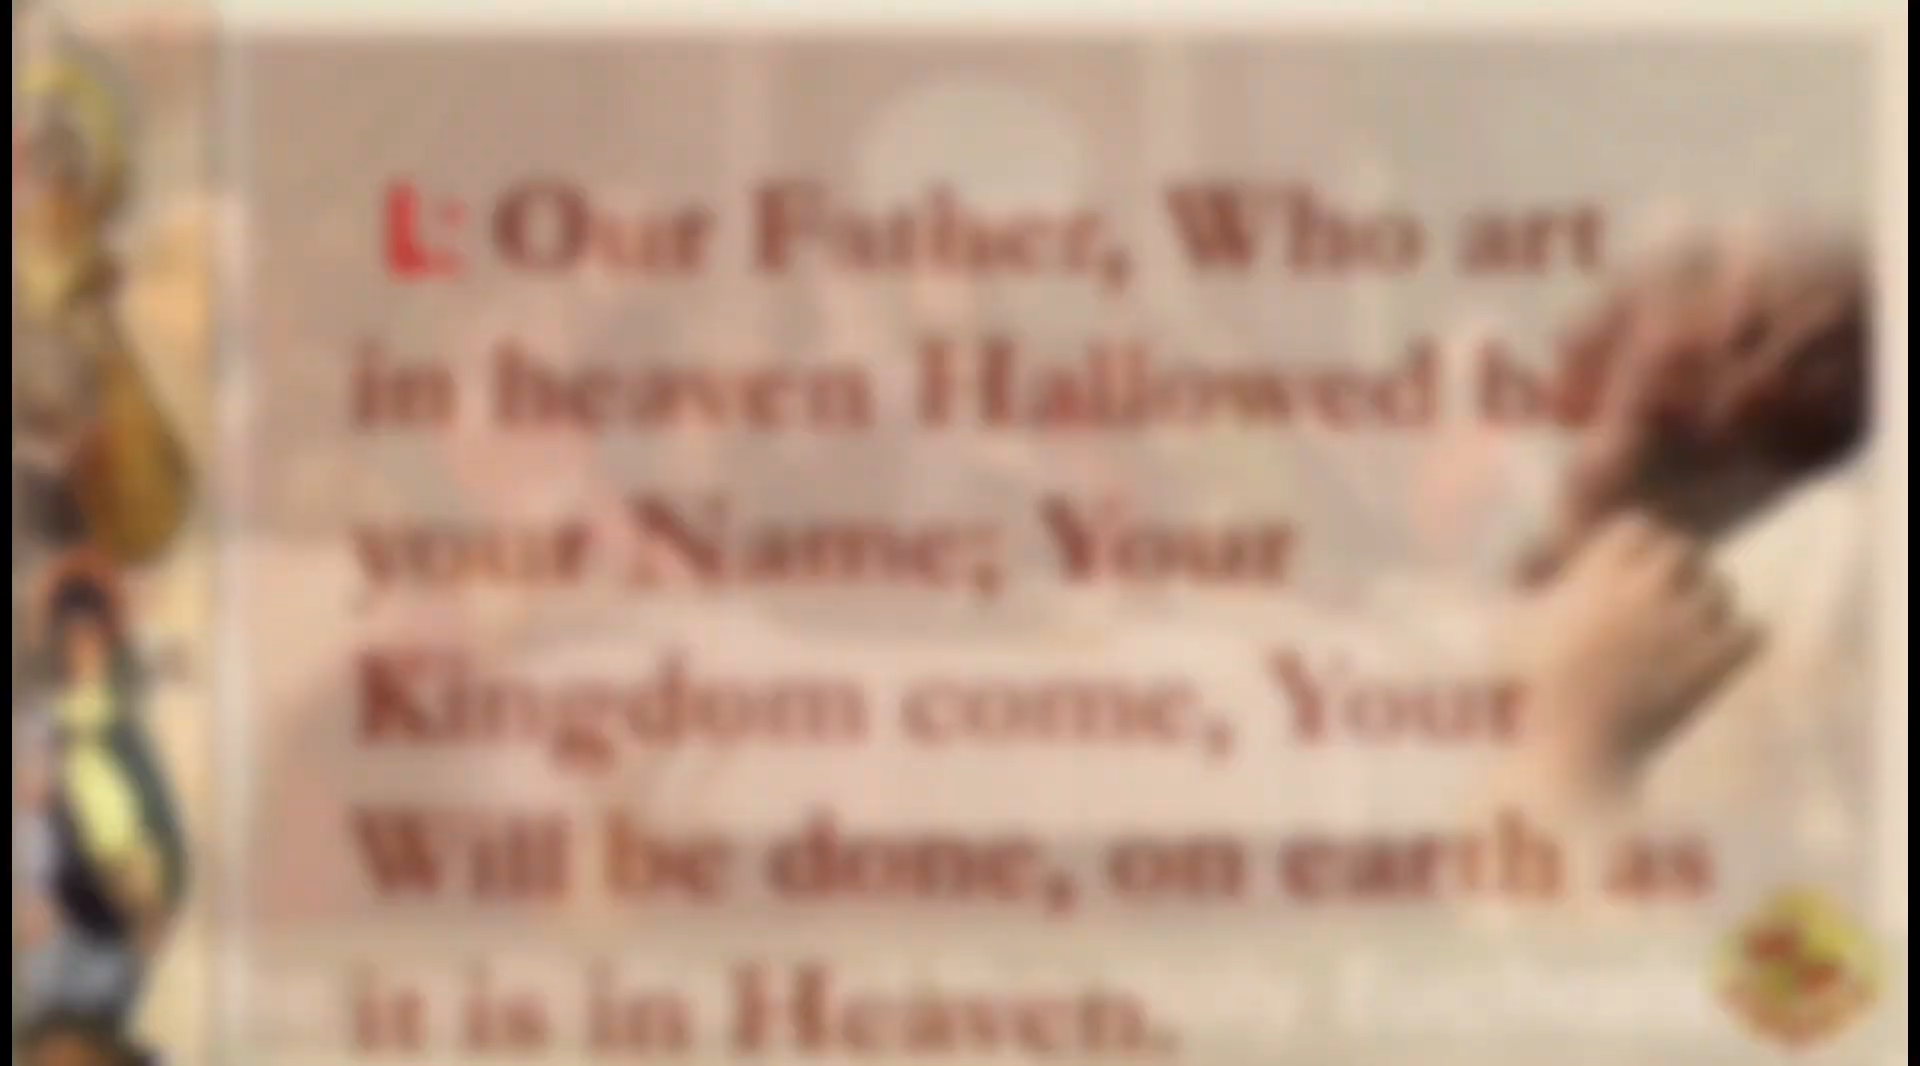 L: Our Father, Who art
in heaven Hallowed be
your Name; Your
Kingdom come, Your
Will be done, on earth as
it is in Heaven.